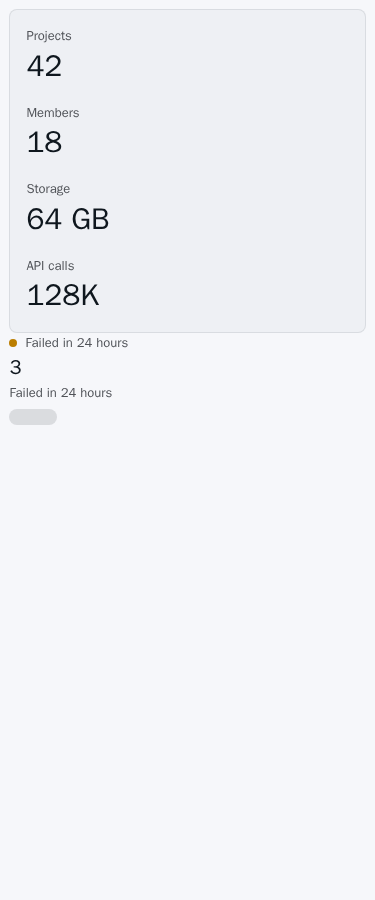 Projects
42
Members
18
Storage
64 GB
API calls
128K
Failed in 24 hours
3
Failed in 24 hours